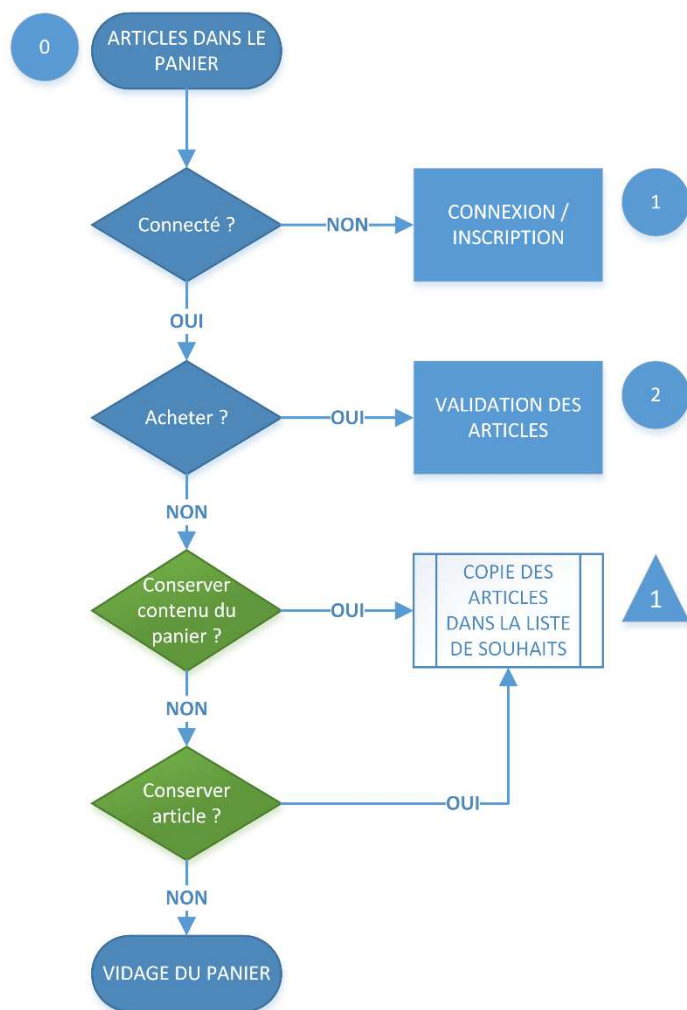 0
ARTICLES DANS LE
PANIER
Connecté ?
NON
CONNEXION /
INSCRIPTION
1
OUI
Acheter ?
OUI
VALIDATION DES
ARTICLES
2
NON
Conserver
contenu du
panier ?
OUI
COPIE DES
ARTICLES
DANS LA LISTE
DE SOUHAITS
1
NON
Conserver
article ?
OUI
NON
VIDAGE DU PANIER